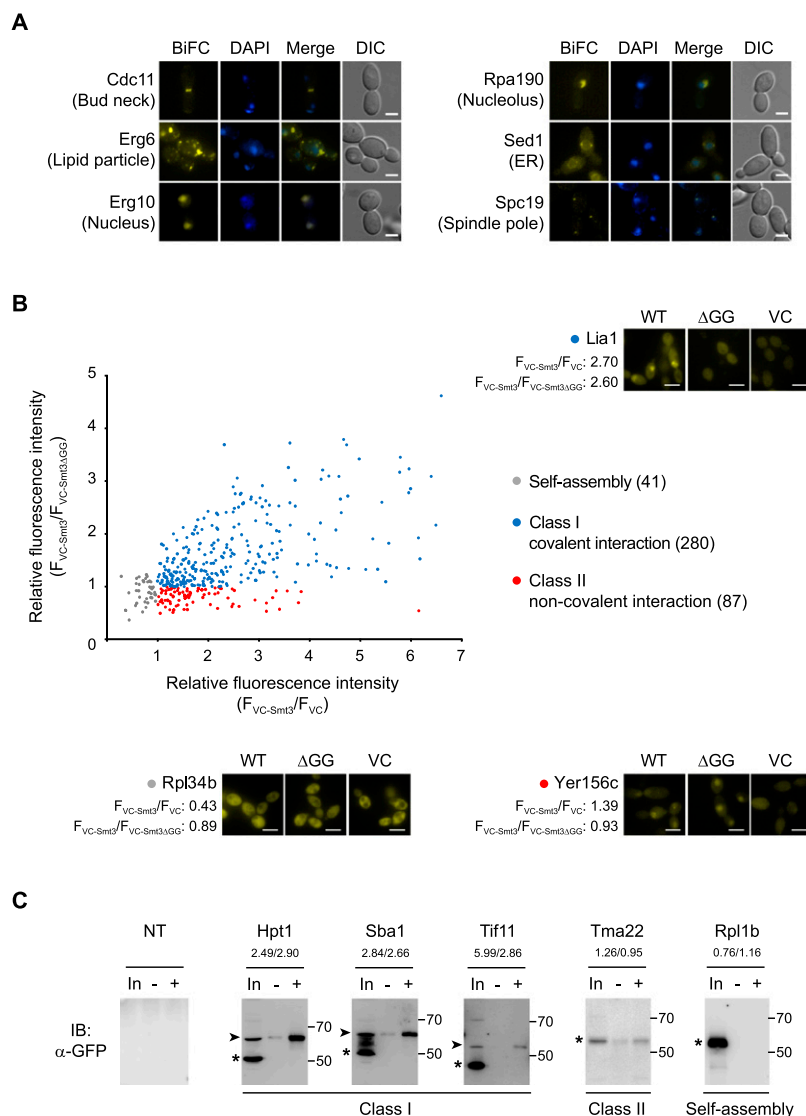 A
BiFC DAPI Merge DIC
Cdc11
(Bud neck)
Erg6
(Lipid particle)
Erg10
(Nucleus)
BiFC DAPI Merge DIC
Rpa190
(Nucleolus)
Sed1
(ER)
Spc19
(Spindle pole)
B
WT ΔGG VC
Lia1
FVC-Smt3/FVC: 2.70
FVC-Smt3/FVC-Smt3ΔGG: 2.60
Relative fluorescence intensity
(FVC-Smt3/FVC-Smt3ΔGG)
5
4
3
2
1
0
1 2 3 4 5 6 7
Relative fluorescence intensity
(FVC-Smt3/FVC)
Self-assembly (41)
Class I
covalent interaction (280)
Class II
non-covalent interaction (87)
WT ΔGG VC
Rpl34b
FVC-Smt3/FVC: 0.43
FVC-Smt3/FVC-Smt3ΔGG: 0.89
WT ΔGG VC
Yer156c
FVC-Smt3/FVC: 1.39
FVC-Smt3/FVC-Smt3ΔGG: 0.93
C
NT Hpt1 Sba1 Tif11 Tma22 Rpl1b
2.49/2.90 2.84/2.66 5.99/2.86 1.26/0.95 0.76/1.16
In - + In - + In - + In - + In - + In - +
IB:
α-GFP
* * * * *
-70 -70 -70 -70 -70
-50 -50 -50 -50 -50
Class I Class II Self-assembly